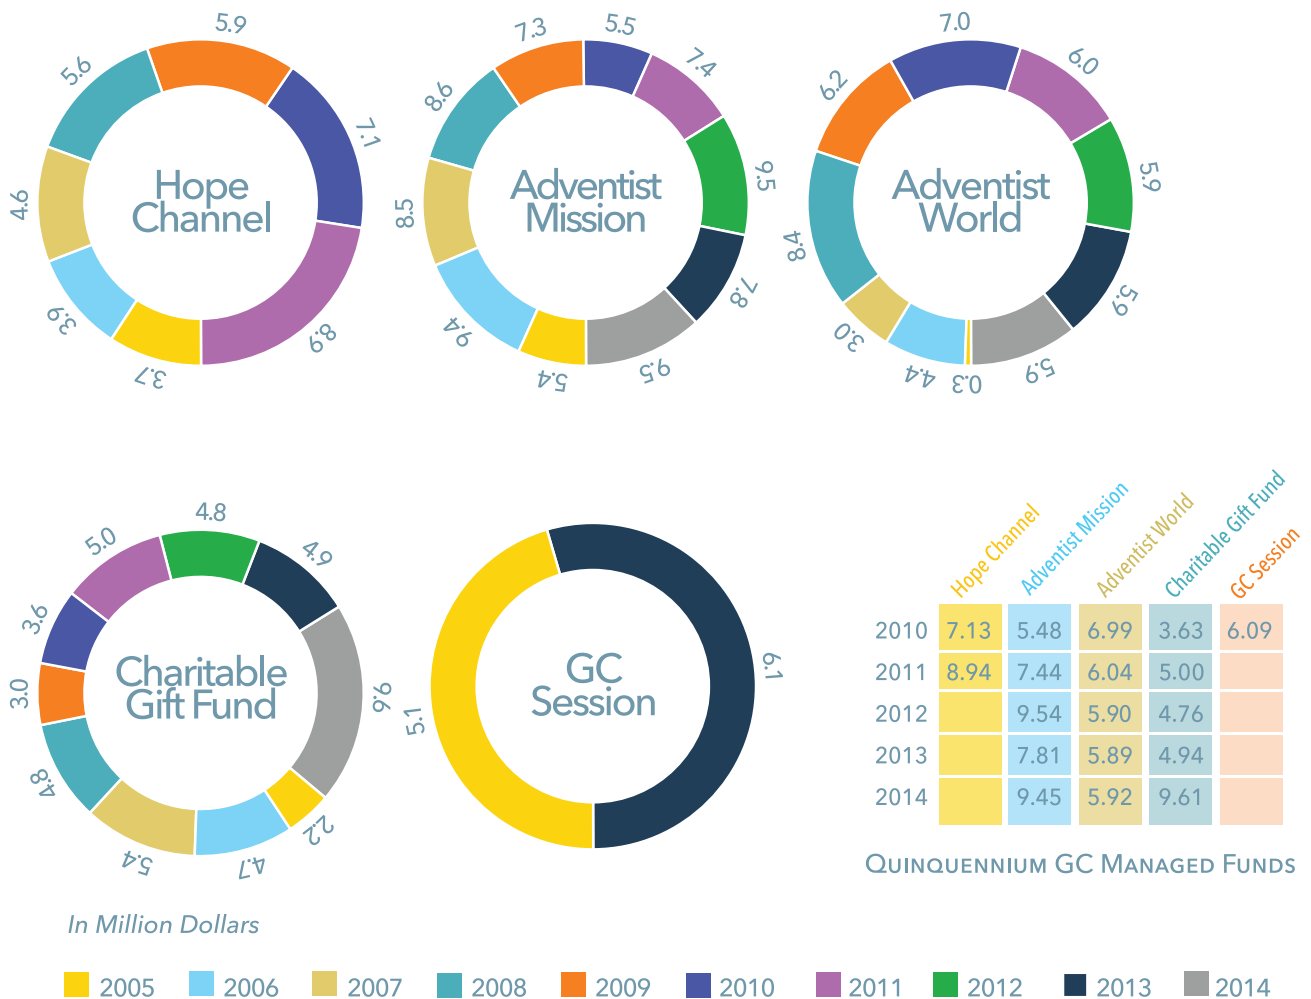 5.9
5.6
7.1
4.6
3.9
3.7
8.9
Hope
Channel
7.3
5.5
7.4
8.6
9.5
8.5
7.8
9.4
5.4
9.5
Adventist
Mission
7.0
6.0
6.2
5.9
8.4
5.9
3.0
4.4
0.3
5.9
Adventist
World
4.8
5.0
4.9
3.6
3.0
9.6
4.8
5.4
4.7
2.2
Charitable
Gift Fund
5.1
6.1
GC
Session
Hope Channel
Adventist Mission
Adventist World
Charitable Gift Fund
GC Session
2010 7.13 5.48 6.99 3.63 6.09
2011 8.94 7.44 6.04 5.00
2012 9.54 5.90 4.76
2013 7.81 5.89 4.94
2014 9.45 5.92 9.61
QUINQUENNIUM GC MANAGED FUNDS
In Million Dollars
2005 2006 2007 2008 2009 2010 2011 2012 2013 2014